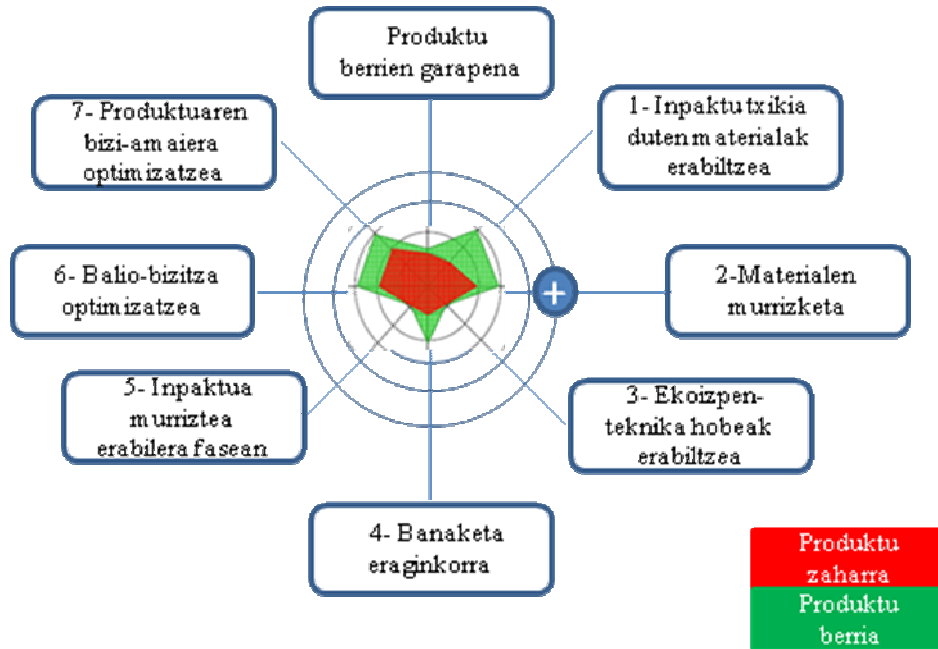 Produktu
berrien garapena
1- Inpaktu txikia
duten materialak
erabiltzea
2-Materialen
murrizketa
3- Ekoizpen-
teknika hobeak
erabiltzea
4- Banaketa
eraginkorra
5- Inpaktua
murriztea
erabilera fasean
6- Balio-bizitza
optimizatzea
7- Produktuaren
bizi-amaiera
optimizatzea
+
Produktu
zaharra
Produktu
berria